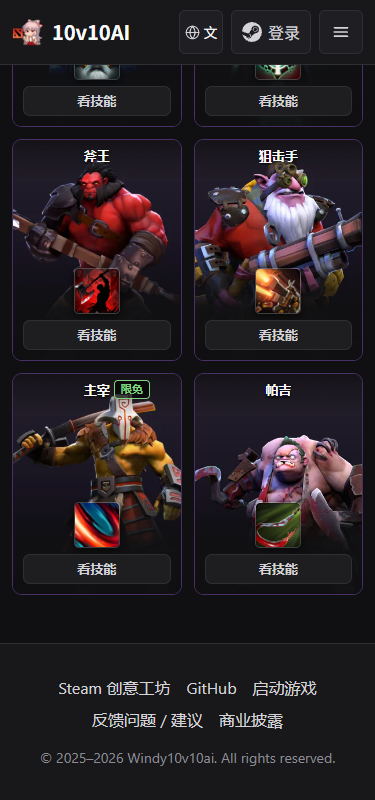 10v10AI
文
登录
看技能
看技能
斧王
狙击手
看技能
看技能
主宰
限免
帕吉
看技能
看技能
Steam 创意工坊 GitHub 启动游戏
反馈问题 / 建议 商业披露
© 2025–2026 Windy10v10ai. All rights reserved.